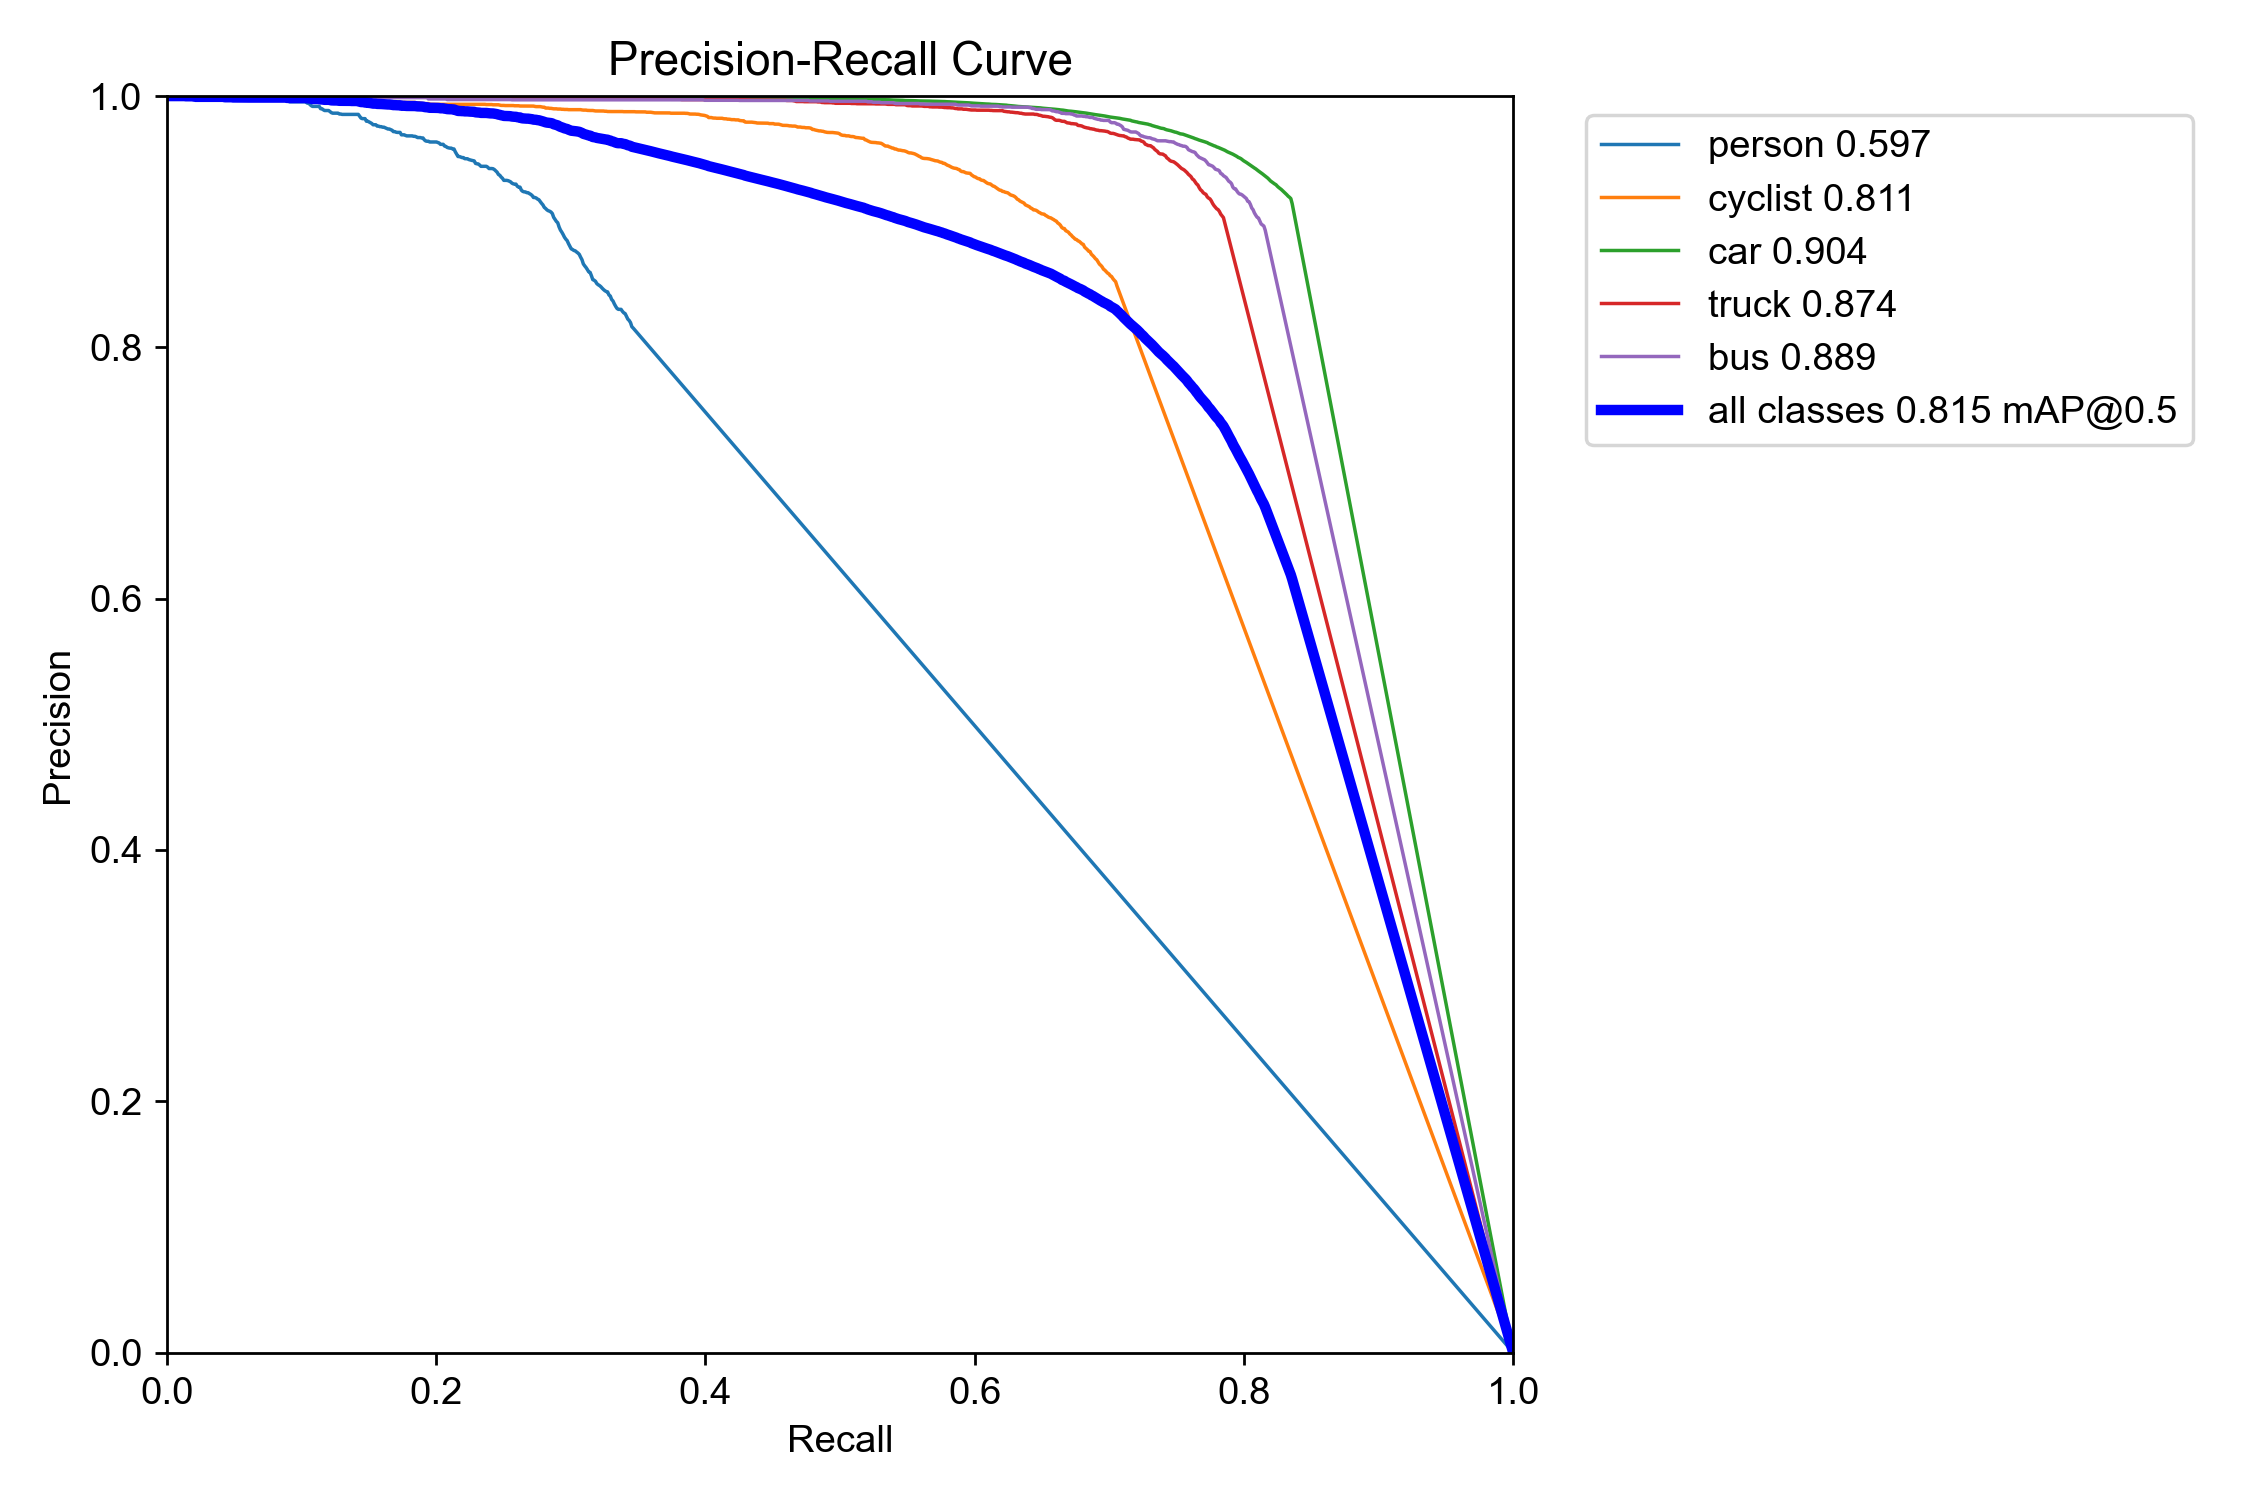 Precision-Recall Curve
1.0
0.8
0.6
0.4
0.2
0.0
Precision
0.0 0.2 0.4 0.6 0.8 1.0
Recall
person 0.597
cyclist 0.811
car 0.904
truck 0.874
bus 0.889
all classes 0.815 mAP@0.5